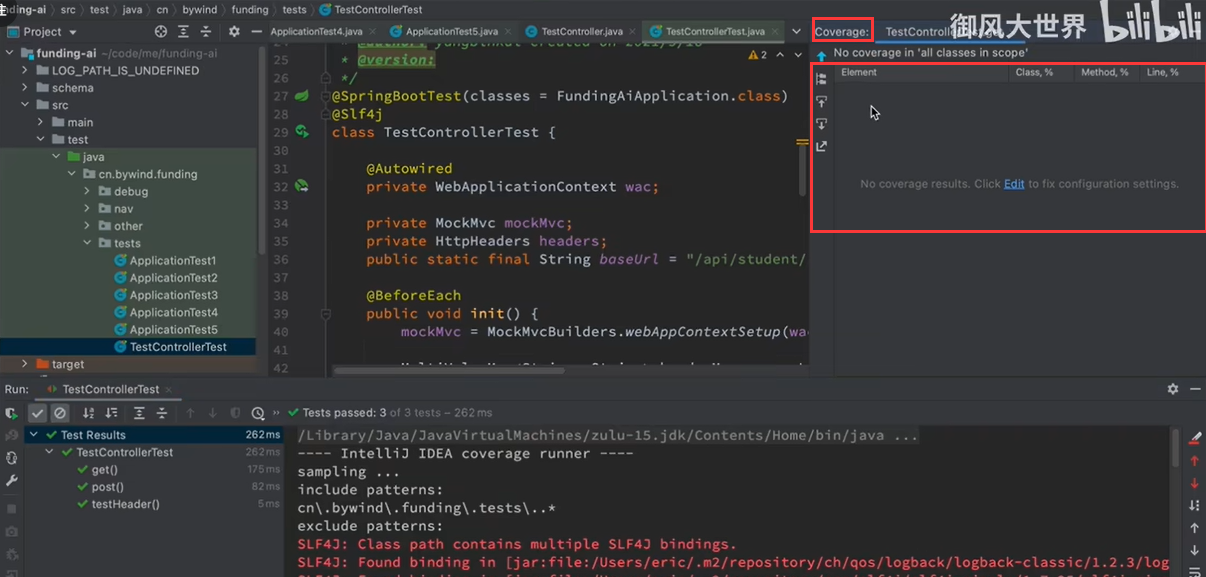 ding-ai › src › test › java › cn › bywind › funding › tests › TestControllerTest
Project
ApplicationTest4.java
ApplicationTest5.java
TestController.java
TestControllerTest.java
Coverage:
御风大世界 bilibili
funding-ai ~/code/me/funding-ai
LOG_PATH_IS_UNDEFINED
schema
src
main
test
java
cn.bywind.funding
debug
nav
other
tests
ApplicationTest1
ApplicationTest2
ApplicationTest3
ApplicationTest4
ApplicationTest5
TestControllerTest
target
2
25 * @version:
26 */
27 @SpringBootTest(classes = FundingAiApplication.class)
28 @Slf4j
29 class TestControllerTest {
30
31 @Autowired
32 private WebApplicationContext wac;
33
34 private MockMvc mockMvc;
35 private HttpHeaders headers;
36 public static final String baseUrl = "/api/student/
37
38 @BeforeEach
39 public void init() {
40 mockMvc = MockMvcBuilders.webAppContextSetup(wac
41
42
No coverage in 'all classes in scope'
Element Class, % Method, % Line, %
No coverage results. Click Edit to fix configuration settings.
Run: TestControllerTest
Tests passed: 3 of 3 tests – 262 ms
Test Results 262 ms
TestControllerTest 262 ms
get() 175 ms
post() 82 ms
testHeader() 5 ms
/Library/Java/JavaVirtualMachines/zulu-15.jdk/Contents/Home/bin/java ...
---- IntelliJ IDEA coverage runner ----
sampling ...
include patterns:
cn\.bywind\.funding\.tests\..*
exclude patterns:
SLF4J: Class path contains multiple SLF4J bindings.
SLF4J: Found binding in [jar:file:/Users/eric/.m2/repository/ch/qos/logback/logback-classic/1.2.3/log